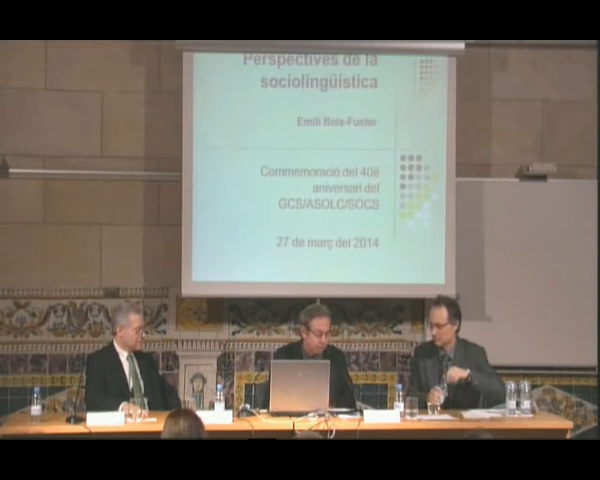 Perspectives de la
sociolingüística
Emili Boix-Fuster
Commemoració del 40è
aniversari del
GCS/ASOLC/SOCS
27 de març del 2014